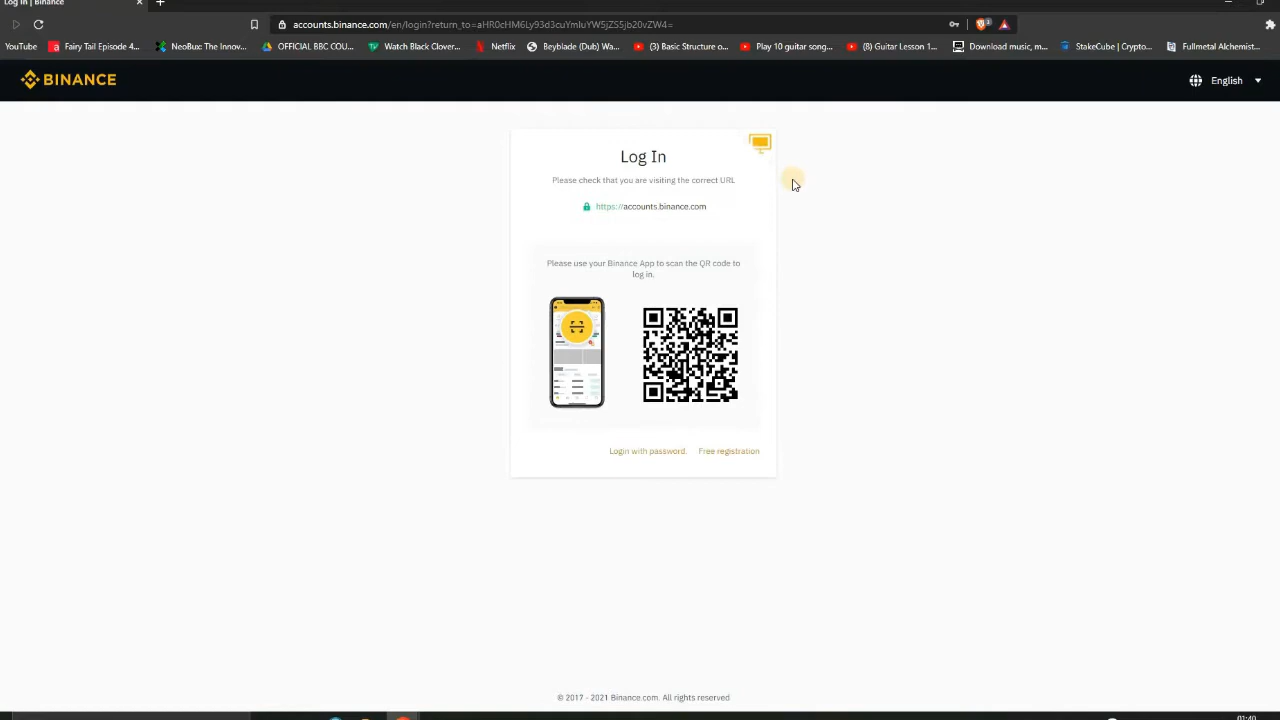 Log In | Binance
accounts.binance.com/en/login?return_to=aHR0cHM6Ly93d3cuYmluYW5jZS5jb20vZW4=
YouTube
Fairy Tail Episode 4...
NeoBux: The Innov...
OFFICIAL BBC COU...
Watch Black Clover...
Netflix
Beyblade (Dub) Wa...
(3) Basic Structure o...
Play 10 guitar song...
(8) Guitar Lesson 1...
Download music, m...
StakeCube | Crypto...
Fullmetal Alchemist...
BINANCE
English
Log In
Please check that you are visiting the correct URL
https://accounts.binance.com
Please use your Binance App to scan the QR code to
log in.
Login with password.
Free registration
© 2017 - 2021 Binance.com. All rights reserved
01:40